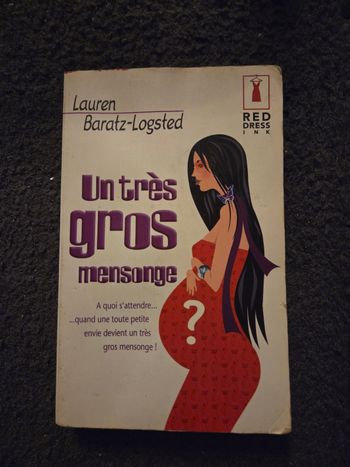 Lauren
Baratz-Logsted
RED
DRESS
INK
Un très
gros
mensonge
A quoi s'attendre...
...quand une toute petite
envie devient un très
gros mensonge !
?